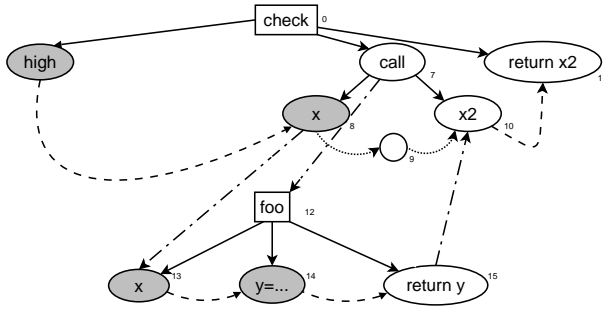 check 0
high call return x2
7 1
x x2
8 10
9
foo
12
13 14 15
x y=... return y